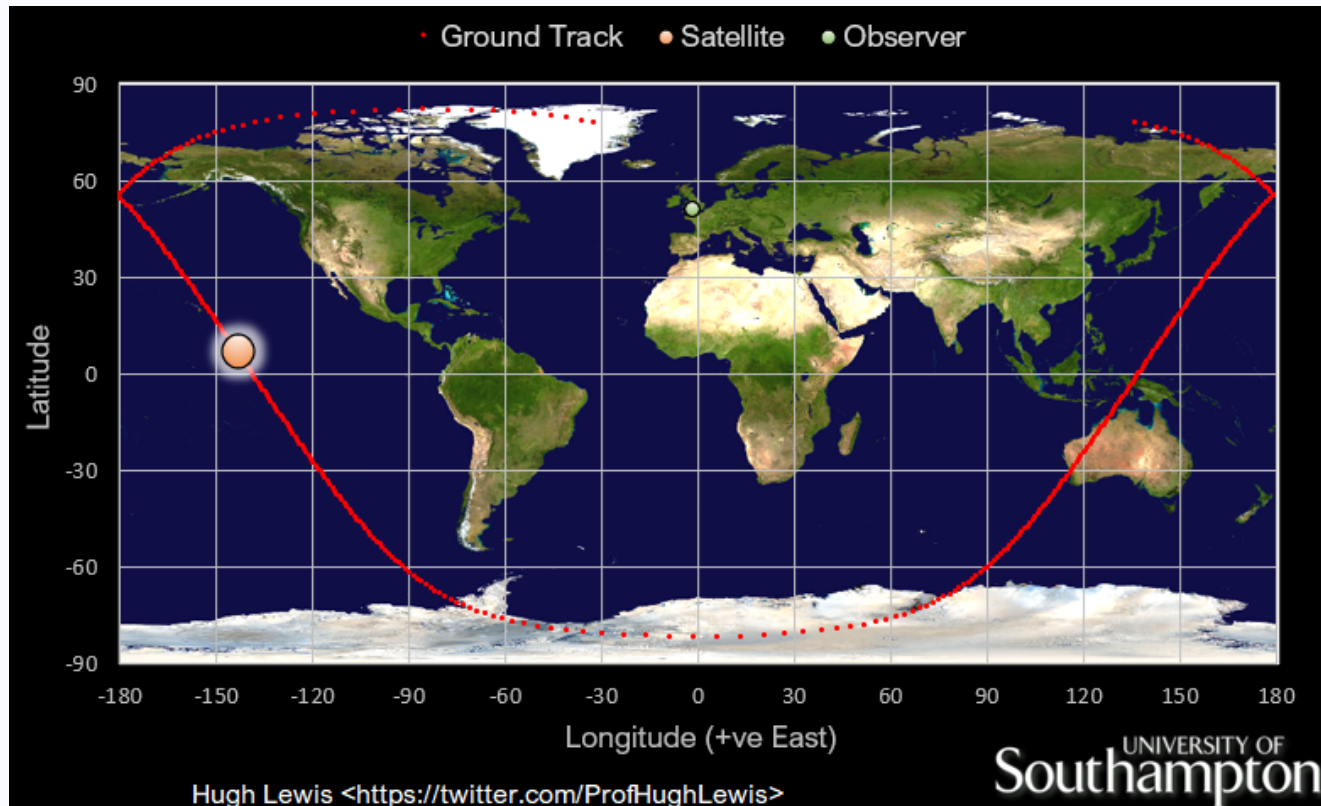 Ground Track Satellite Observer
90
60
30
0
-30
-60
-90
Latitude
-180 -150 -120 -90 -60 -30 0 30 60 90 120 150 180
Longitude (+ve East)
UNIVERSITY OF
Southampton
Hugh Lewis <https://twitter.com/ProfHughLewis>